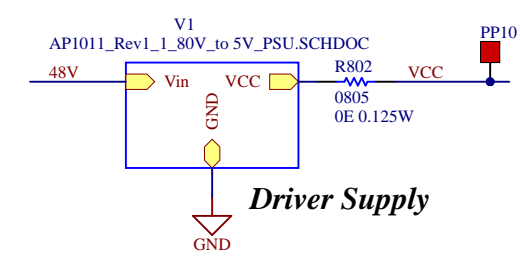 V1
AP1011_Rev1_1_80V_to 5V_PSU.SCHDOC
PP10
48V
Vin
VCC
GND
R802
VCC
0805
0E 0.125W
Driver Supply
GND